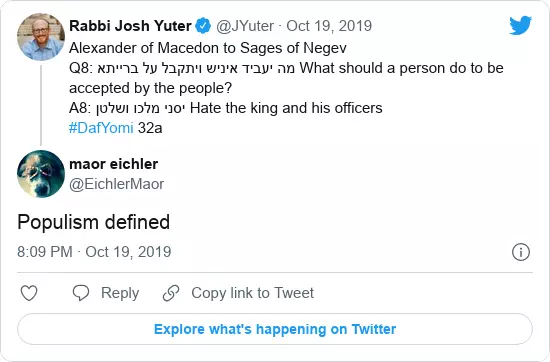 Rabbi Josh Yuter @JYuter · Oct 19, 2019
Alexander of Macedon to Sages of Negev
Q8: מה יעביד איניש ויתקבל על ברייתא What should a person do to be
accepted by the people?
A8: יסני מלכו ושלטן Hate the king and his officers
#DafYomi 32a
maor eichler
@EichlerMaor
Populism defined
8:09 PM · Oct 19, 2019
Reply
Copy link to Tweet
Explore what's happening on Twitter